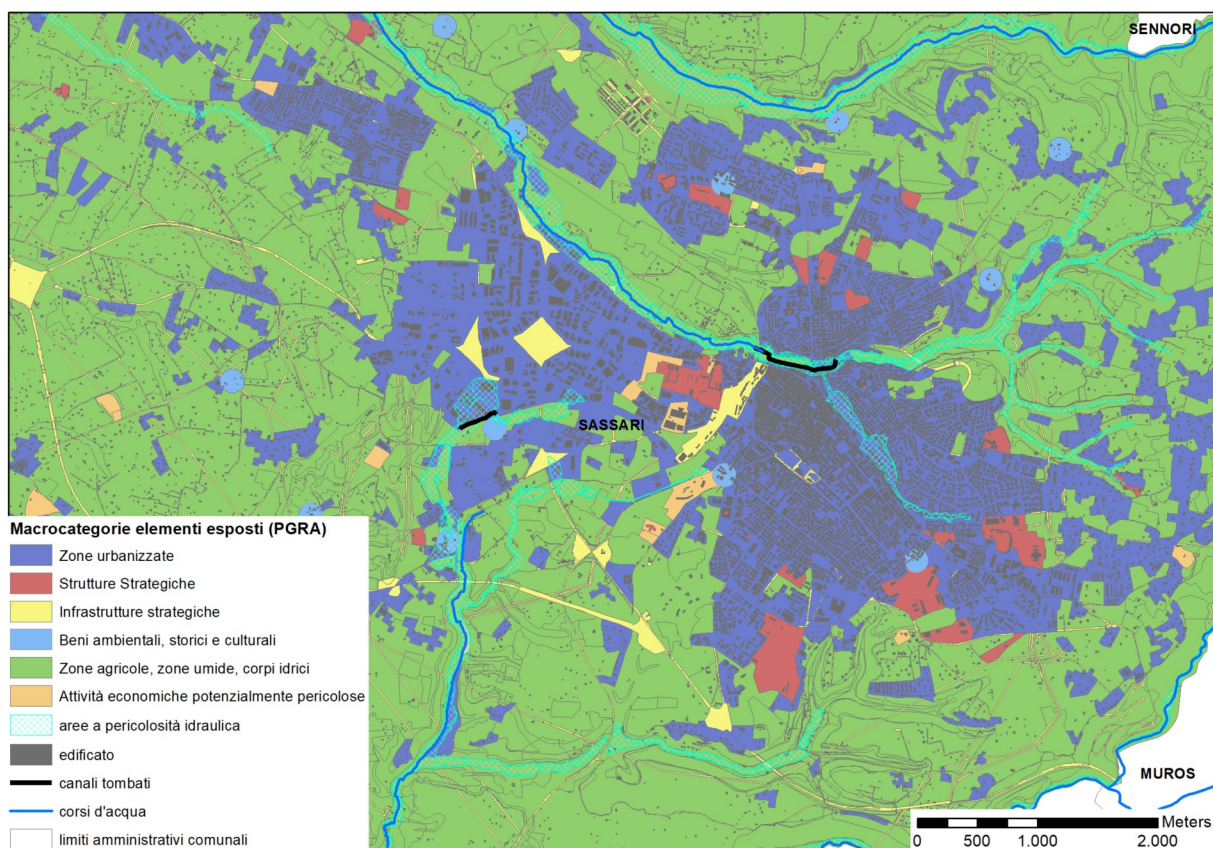 SENNORI
SASSARI
Macrocategorie elementi esposti (PGRA)
Zone urbanizzate
Strutture Strategiche
Infrastrutture strategiche
Beni ambientali, storici e culturali
Zone agricole, zone umide, corpi idrici
Attività economiche potenzialmente pericolose
aree a pericolosità idraulica
edificato
canali tombati
corsi d'acqua
limiti amministrativi comunali
MUROS
Meters
0 500 1.000 2.000